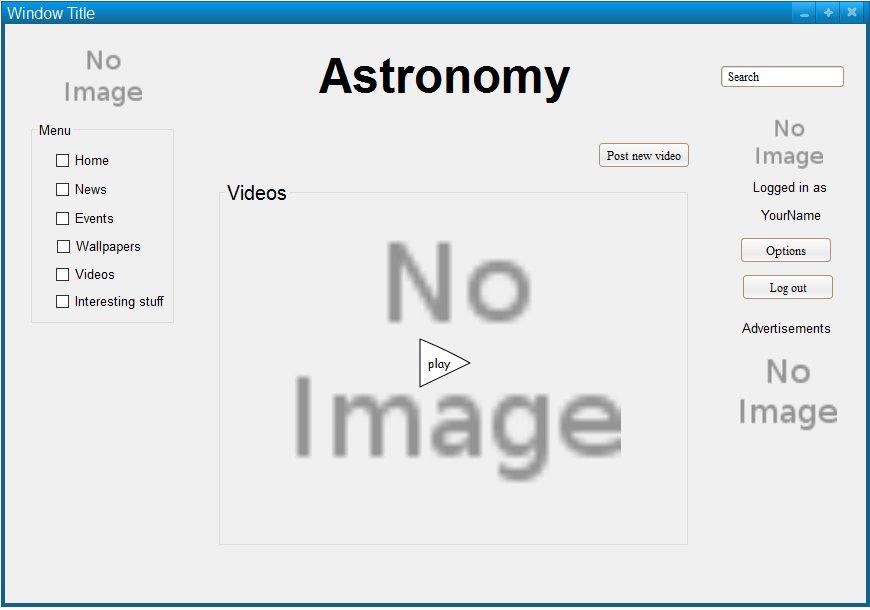 Window Title
No
Image
Astronomy
Search
Menu
Home
News
Events
Wallpapers
Videos
Interesting stuff
Post new video
Videos
No
Image
play
No
Image
Logged in as
YourName
Options
Log out
Advertisements
No
Image